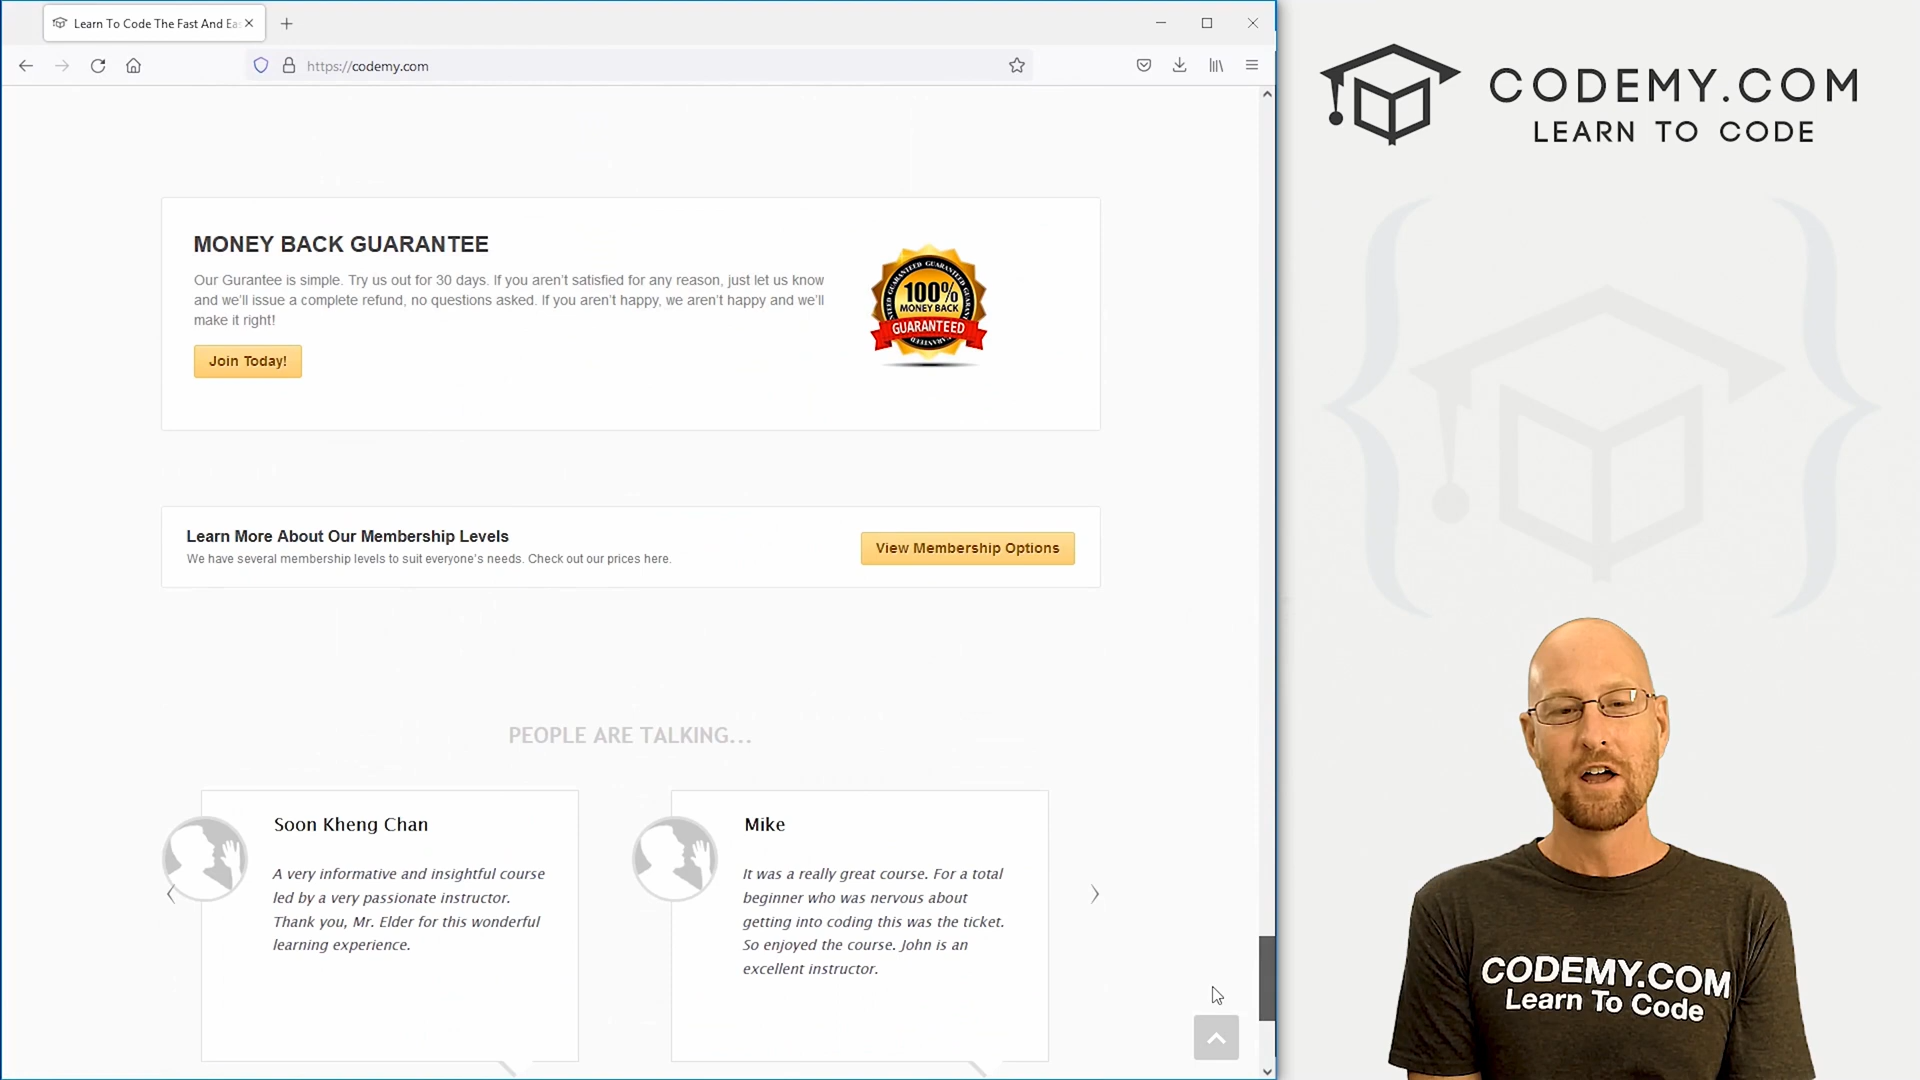 Learn To Code The Fast And Eas
https://codemy.com
CODEMY.COM
LEARN TO CODE
MONEY BACK GUARANTEE
Our Gurantee is simple. Try us out for 30 days. If you aren't satisfied for any reason, just let us know
and we'll issue a complete refund, no questions asked. If you aren't happy, we aren't happy and we'll
make it right!
Join Today!
GUARANTEED GUARANTEED
100%
MONEY BACK
GUARANTEED
Learn More About Our Membership Levels
We have several membership levels to suit everyone's needs. Check out our prices here.
View Membership Options
PEOPLE ARE TALKING...
Soon Kheng Chan
A very informative and insightful course
led by a very passionate instructor.
Thank you, Mr. Elder for this wonderful
learning experience.
Mike
It was a really great course. For a total
beginner who was nervous about
getting into coding this was the ticket.
So enjoyed the course. John is an
excellent instructor.
CODEMY.COM
Learn To Code